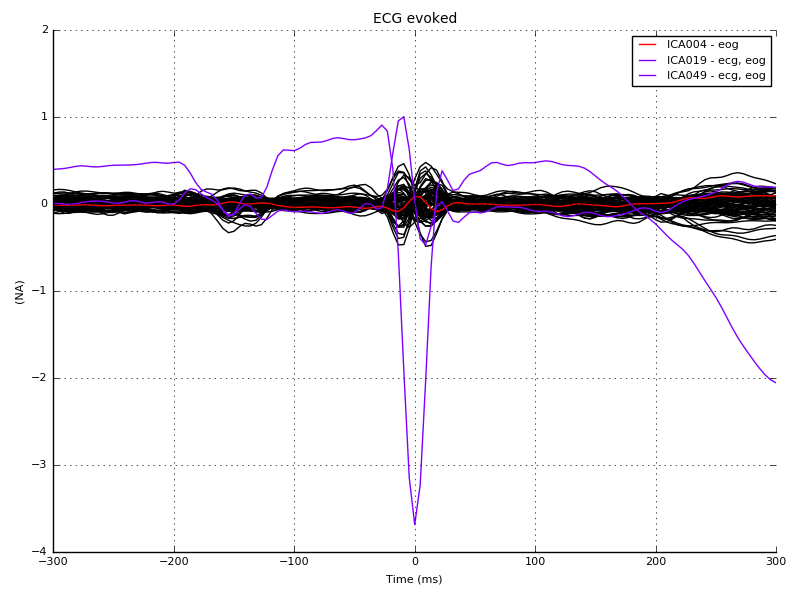 ECG evoked
ICA004 - eog
ICA019 - ecg, eog
ICA049 - ecg, eog
2
1
0
−1
−2
−3
−4
(NA)
−300 −200 −100 0 100 200 300
Time (ms)